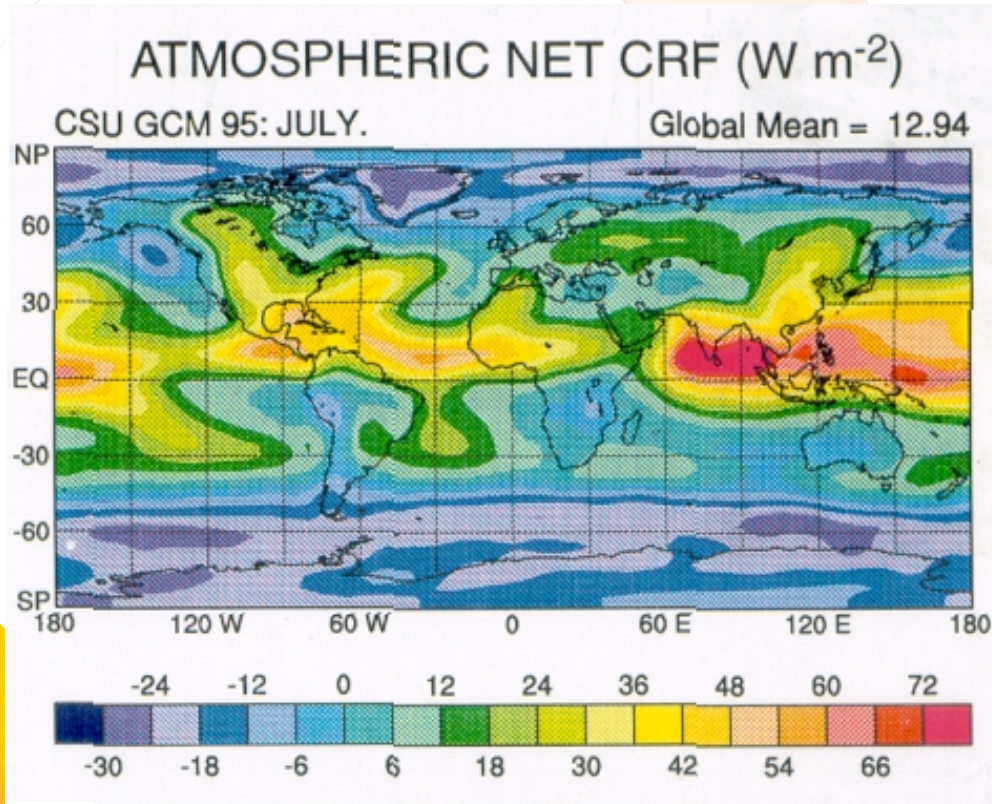 ATMOSPHERIC NET CRF (W m-2)
CSU GCM 95: JULY. Global Mean = 12.94
NP
60
30
EQ
-30
-60
SP
180 120 W 60 W 0 60 E 120 E 180
-24 -12 0 12 24 36 48 60 72
-30 -18 -6 6 18 30 42 54 66